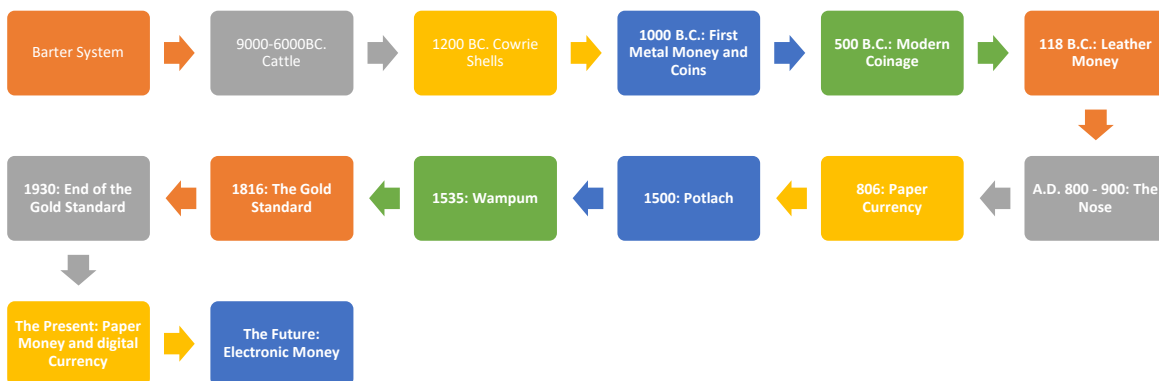 Barter System
9000-6000BC.
Cattle
1200 BC. Cowrie
Shells
1000 B.C.: First
Metal Money and
Coins
500 B.C.: Modern
Coinage
118 B.C.: Leather
Money
A.D. 800 - 900: The
Nose
806: Paper
Currency
1500: Potlach
1535: Wampum
1816: The Gold
Standard
1930: End of the
Gold Standard
The Present: Paper
Money and digital
Currency
The Future:
Electronic Money